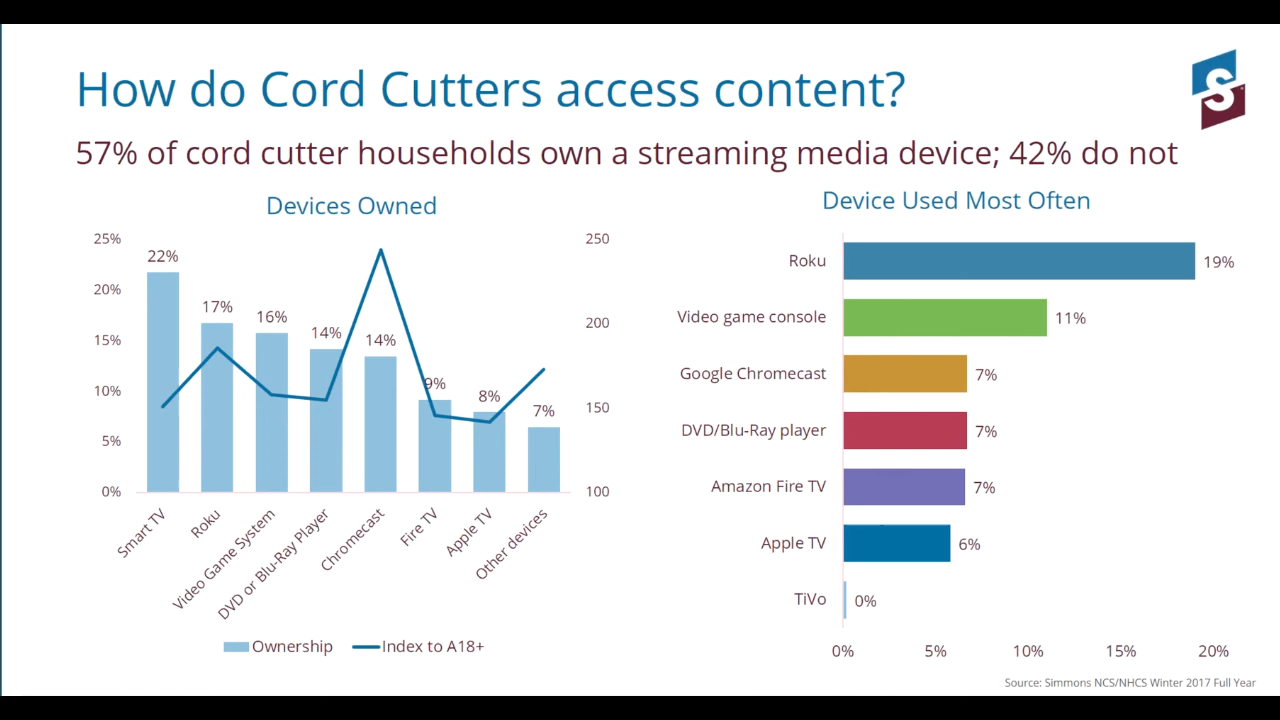 How do Cord Cutters access content?
S
57% of cord cutter households own a streaming media device; 42% do not
Devices Owned
25%
20%
15%
10%
5%
0%
250
200
150
100
22%
17%
16%
14%
14%
9%
8%
7%
Smart TV
Roku
Video Game System
DVD or Blu-Ray Player
Chromecast
Fire TV
Apple TV
Other devices
Ownership
Index to A18+
Device Used Most Often
Roku 19%
Video game console 11%
Google Chromecast 7%
DVD/Blu-Ray player 7%
Amazon Fire TV 7%
Apple TV 6%
TiVo 0%
0% 5% 10% 15% 20%
Source: Simmons NCS/NHCS Winter 2017 Full Year